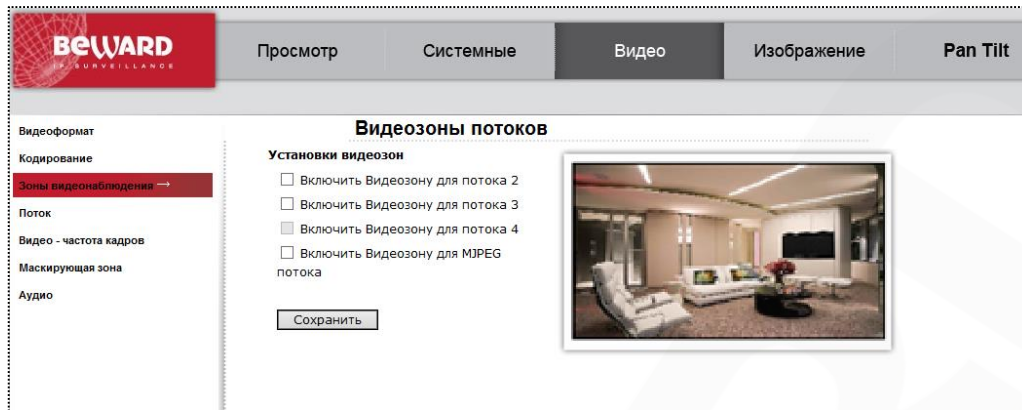 BEWARD
IP SURVEILLANCE
Просмотр
Системные
Видео
Изображение
Pan Tilt
Видеоформат
Кодирование
Зоны видеонаблюдения →
Поток
Видео - частота кадров
Маскирующая зона
Аудио
Видеозоны потоков
Установки видеозон
Включить Видеозону для потока 2
Включить Видеозону для потока 3
Включить Видеозону для потока 4
Включить Видеозону для MJPEG
потока
Сохранить